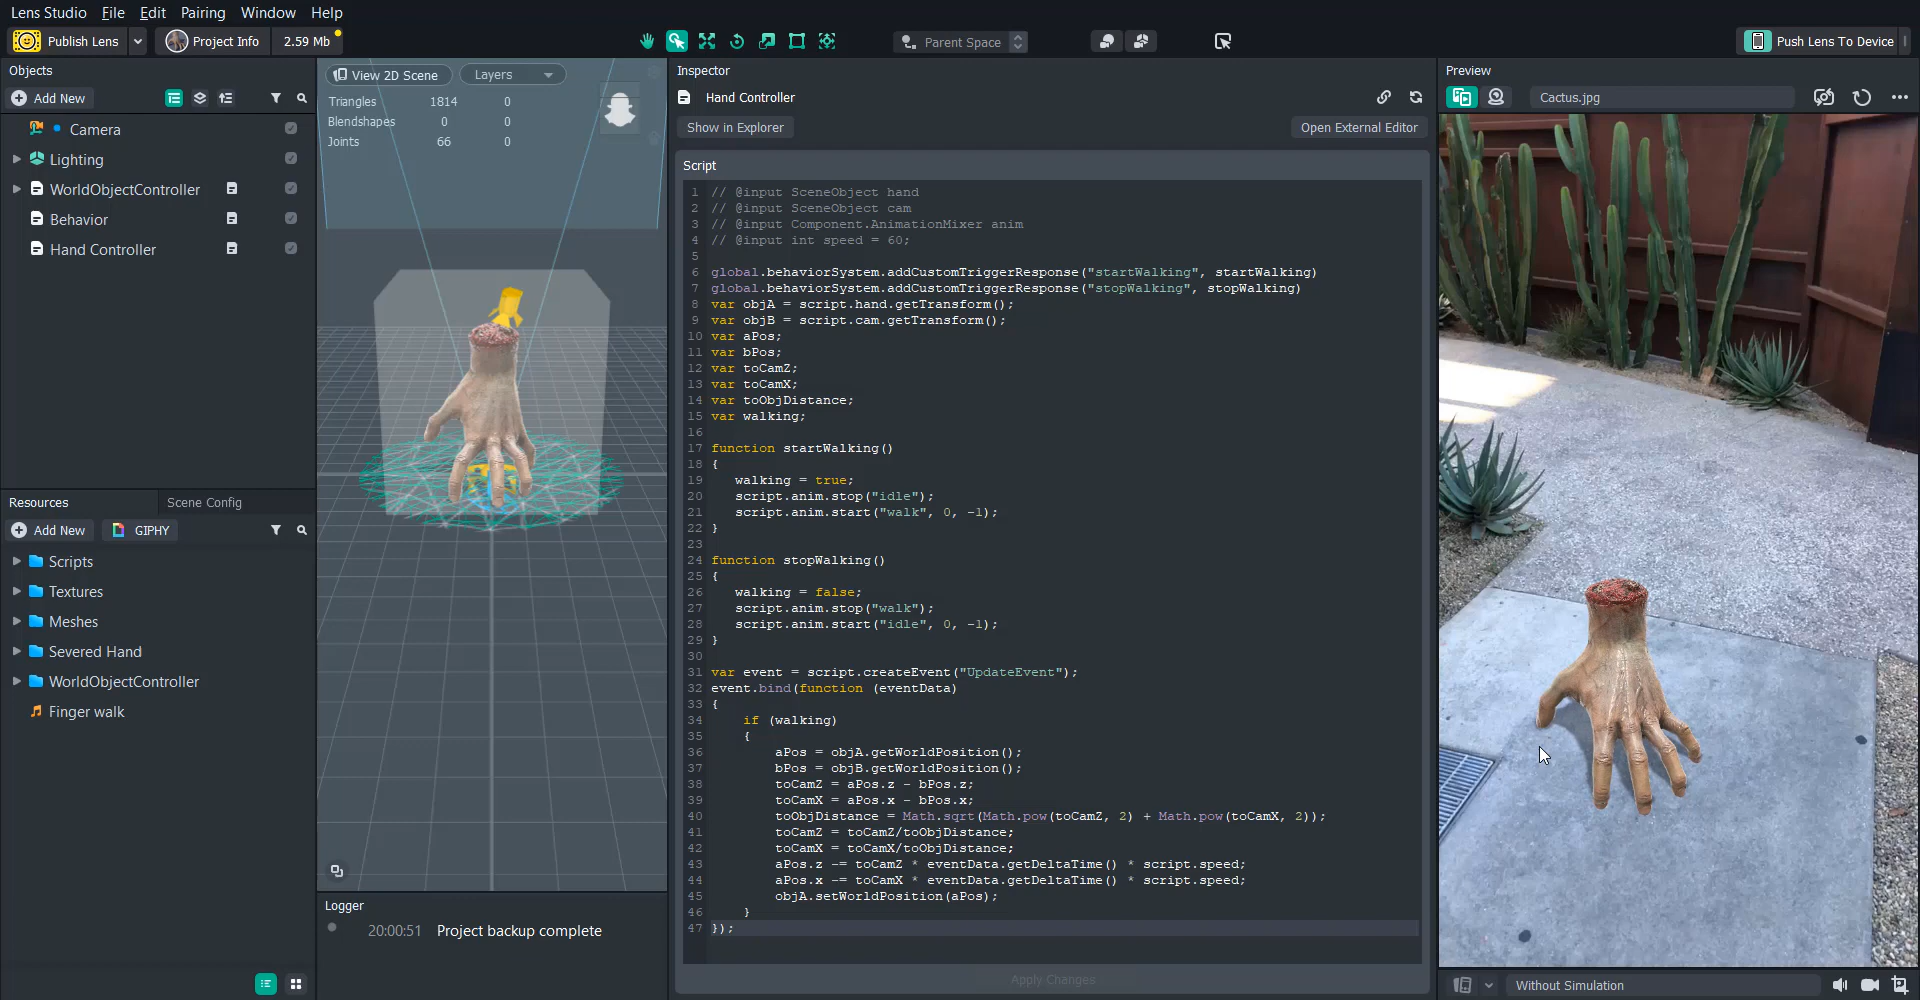 Lens Studio File Edit Pairing Window Help
Publish Lens Project Info 2.59 Mb Parent Space Push Lens To Device
Objects
Add New
Camera
Lighting
WorldObjectController
Behavior
Hand Controller
Resources Scene Config
Add New GIPHY
Scripts
Textures
Meshes
Severed Hand
WorldObjectController
Finger walk
View 2D Scene Layers
Triangles 1814 0
Blendshapes 0 0
Joints 66 0
Logger
20:00:51 Project backup complete
Inspector
Hand Controller
Show in Explorer Open External Editor
Script
1 // @input SceneObject hand
2 // @input SceneObject cam
3 // @input Component.AnimationMixer anim
4 // @input int speed = 60;
5
6 global.behaviorSystem.addCustomTriggerResponse("startWalking", startWalking)
7 global.behaviorSystem.addCustomTriggerResponse("stopWalking", stopWalking)
8 var objA = script.hand.getTransform();
9 var objB = script.cam.getTransform();
10 var aPos;
11 var bPos;
12 var toCamZ;
13 var toCamX;
14 var toObjDistance;
15 var walking;
16
17 function startWalking()
18 {
19 walking = true;
20 script.anim.stop("idle");
21 script.anim.start("walk", 0, -1);
22 }
23
24 function stopWalking()
25 {
26 walking = false;
27 script.anim.stop("walk");
28 script.anim.start("idle", 0, -1);
29 }
30
31 var event = script.createEvent("UpdateEvent");
32 event.bind(function (eventData)
33 {
34 if (walking)
35 {
36 aPos = objA.getWorldPosition();
37 bPos = objB.getWorldPosition();
38 toCamZ = aPos.z - bPos.z;
39 toCamX = aPos.x - bPos.x;
40 toObjDistance = Math.sqrt(Math.pow(toCamZ, 2) + Math.pow(toCamX, 2));
41 toCamZ = toCamZ/toObjDistance;
42 toCamX = toCamX/toObjDistance;
43 aPos.z -= toCamZ * eventData.getDeltaTime() * script.speed;
44 aPos.x -= toCamX * eventData.getDeltaTime() * script.speed;
45 objA.setWorldPosition(aPos);
46 }
47 });
Apply Changes
Preview
Cactus.jpg
Without Simulation